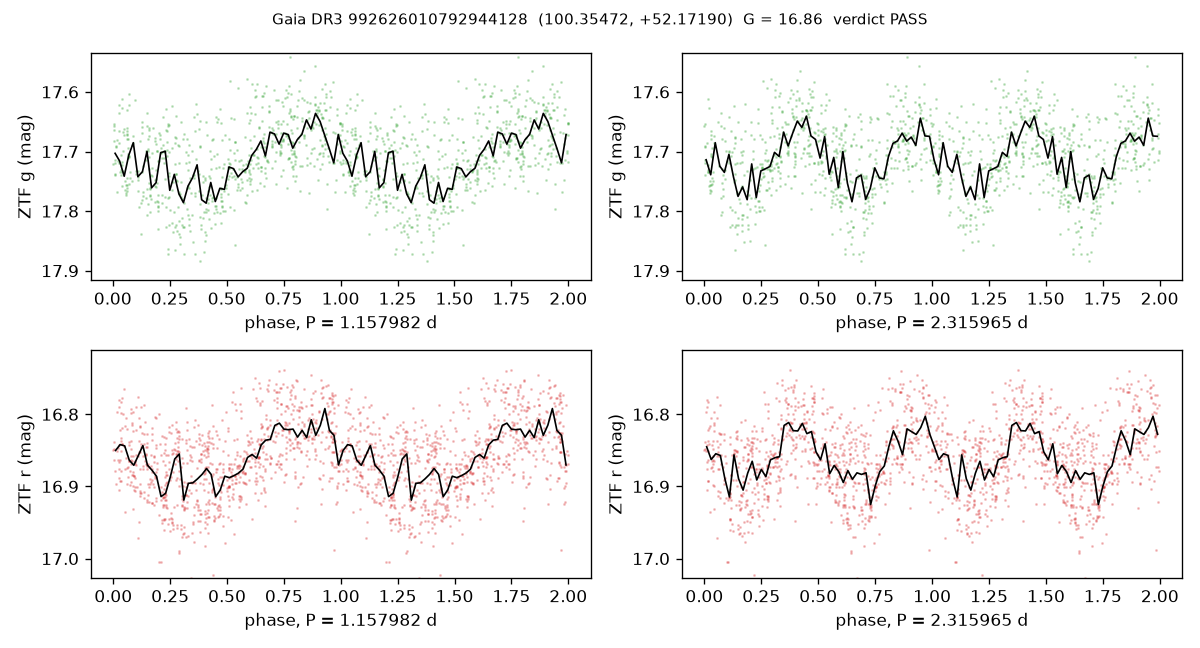 Gaia DR3 992626010792944128 (100.35472, +52.17190) G = 16.86 verdict PASS
ZTF g (mag)
17.6
17.7
17.8
17.9
0.00 0.25 0.50 0.75 1.00 1.25 1.50 1.75 2.00
phase, P = 1.157982 d
ZTF g (mag)
17.6
17.7
17.8
17.9
0.00 0.25 0.50 0.75 1.00 1.25 1.50 1.75 2.00
phase, P = 2.315965 d
ZTF r (mag)
16.8
16.9
17.0
0.00 0.25 0.50 0.75 1.00 1.25 1.50 1.75 2.00
phase, P = 1.157982 d
ZTF r (mag)
16.8
16.9
17.0
0.00 0.25 0.50 0.75 1.00 1.25 1.50 1.75 2.00
phase, P = 2.315965 d